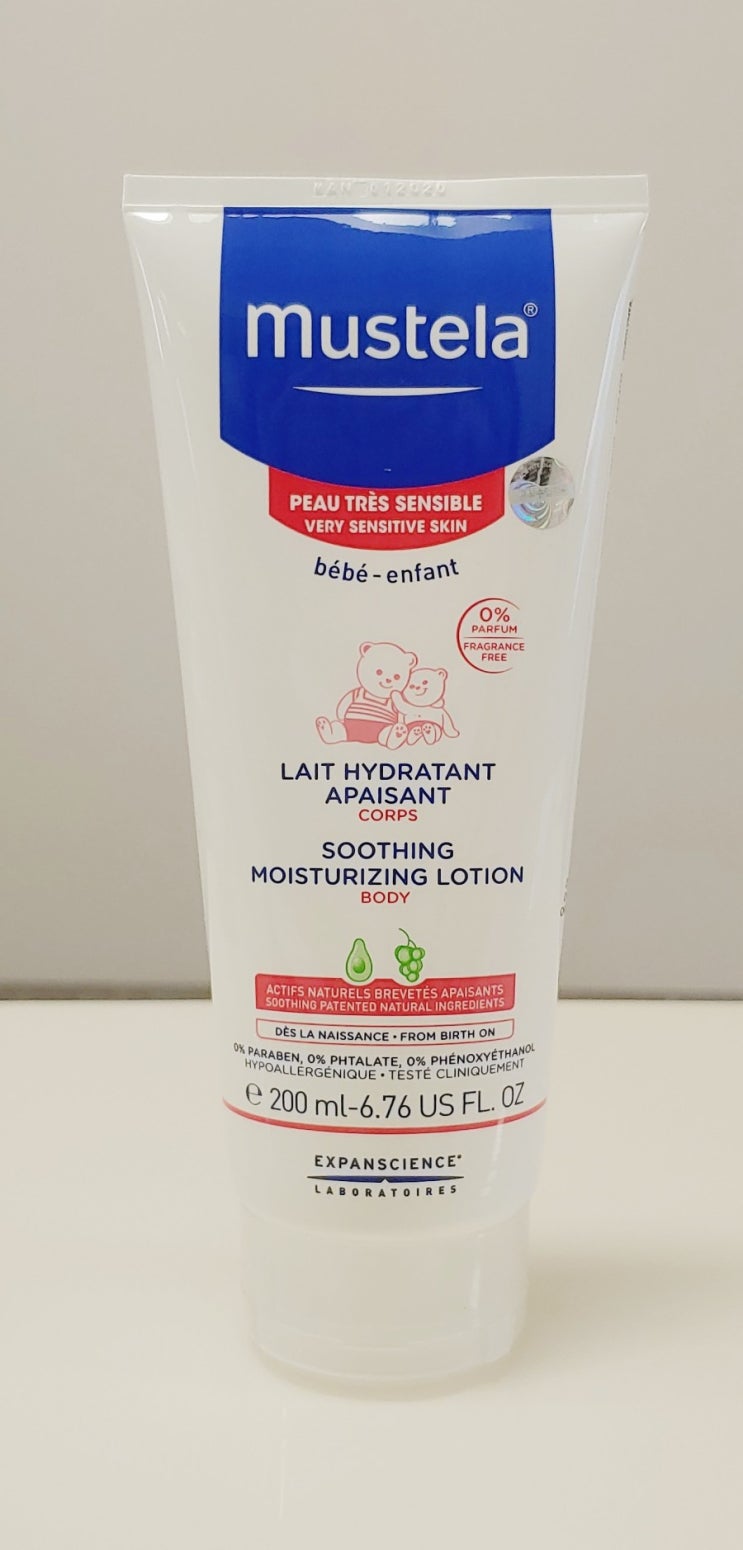 mustela®
PEAU TRÈS SENSIBLE
VERY SENSITIVE SKIN
bébé-enfant
0%
PARFUM
FRAGRANCE
FREE
LAIT HYDRATANT
APAISANT
CORPS
SOOTHING
MOISTURIZING LOTION
BODY
ACTIFS NATURELS BREVETÉS APAISANTS
SOOTHING PATENTED NATURAL INGREDIENTS
DÈS LA NAISSANCE • FROM BIRTH ON
0% PARABEN, 0% PHTALATE, 0% PHÉNOXYÉTHANOL
HYPOALLERGÉNIQUE • TESTÉ CLINIQUEMENT
℮ 200 ml-6.76 US FL. OZ
EXPANSCIENCE
LABORATOIRES